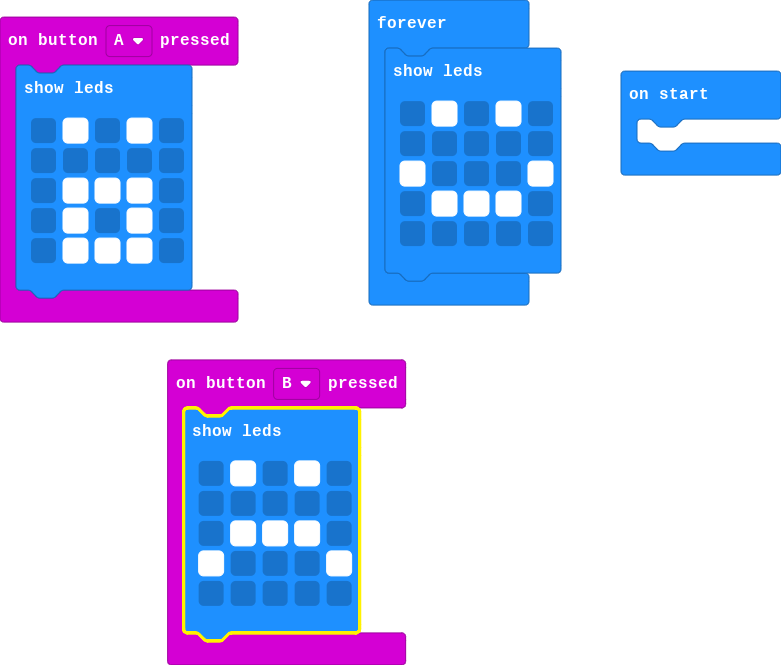 on button A pressed
show leds
forever
show leds
on start
on button B pressed
show leds